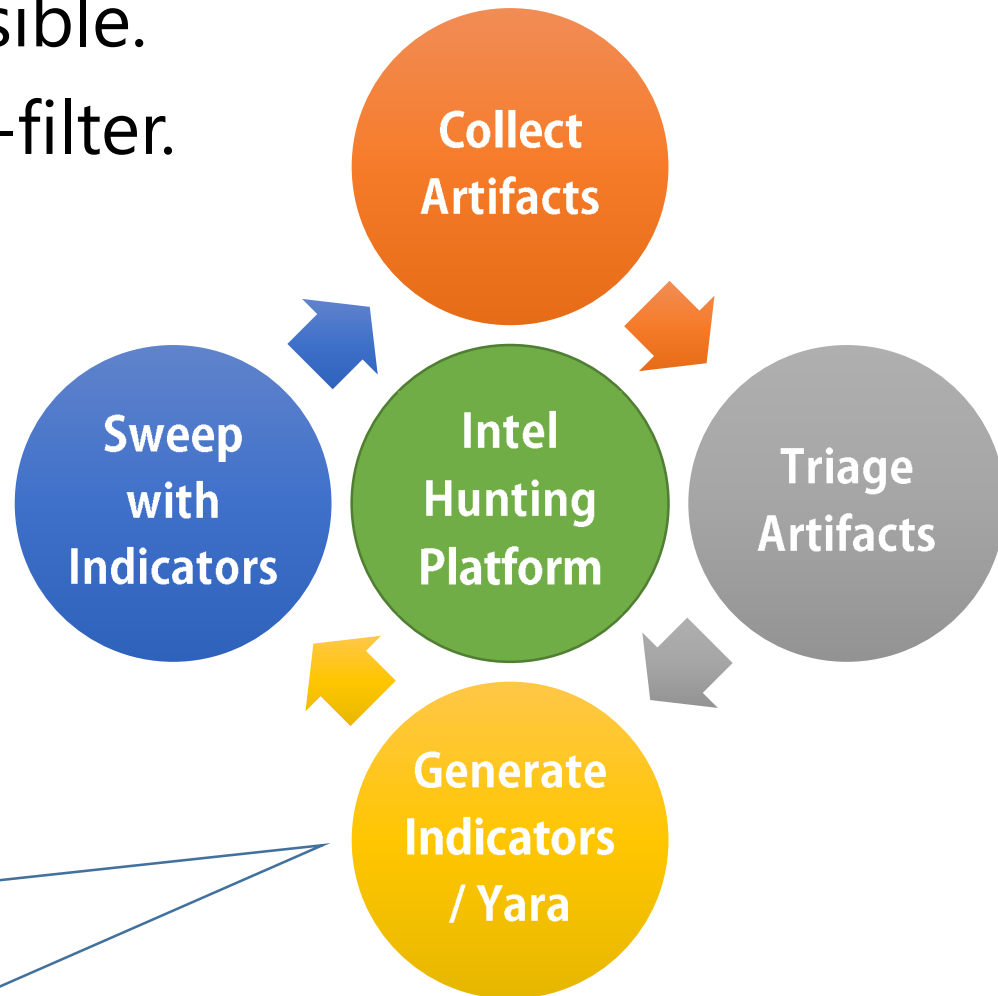 sible.
-filter.
Collect
Artifacts
Sweep
with
Indicators
Intel
Hunting
Platform
Triage
Artifacts
Generate
Indicators
/ Yara